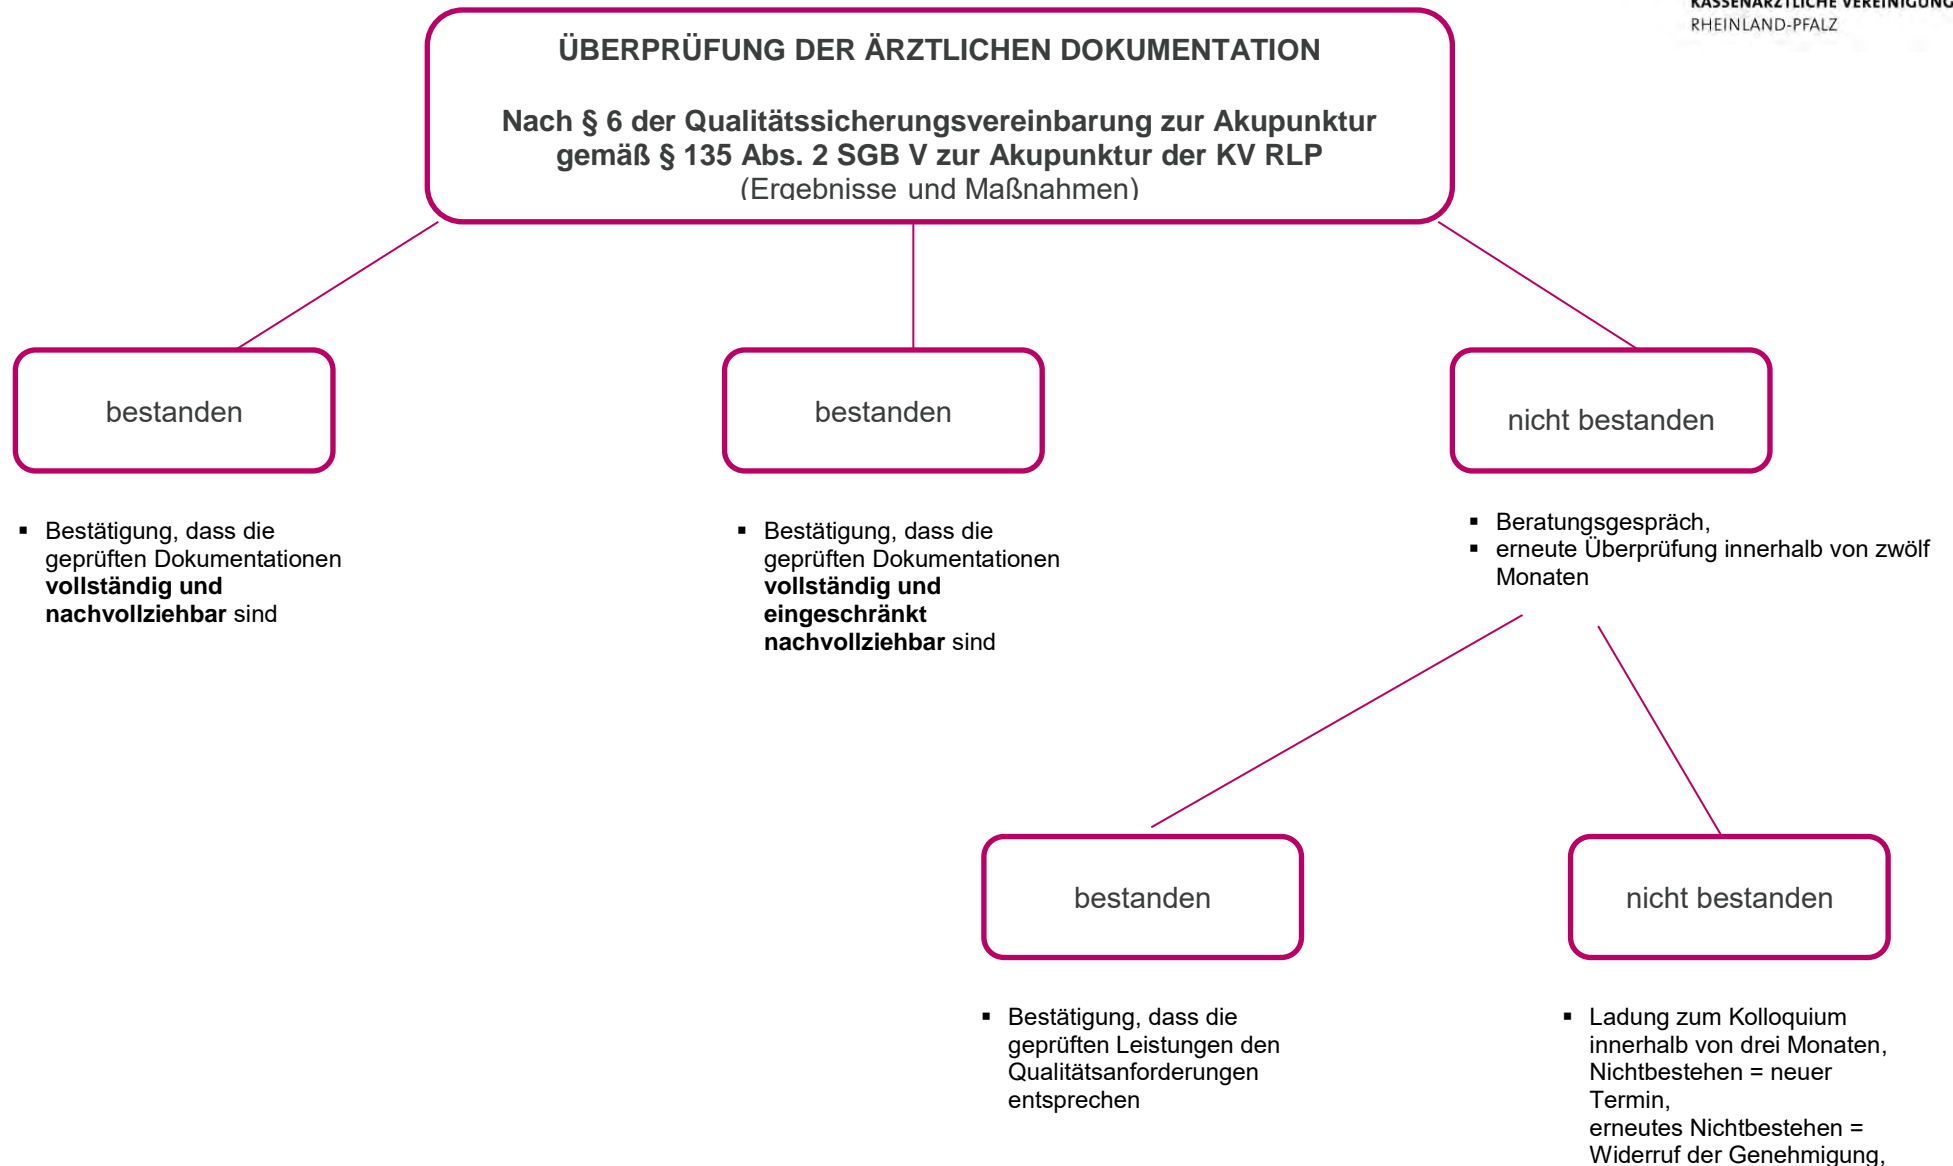 KASSENÄRZTLICHE VEREINIGUNG
RHEINLAND-PFALZ
ÜBERPRÜFUNG DER ÄRZTLICHEN DOKUMENTATION
Nach § 6 der Qualitätssicherungsvereinbarung zur Akupunktur
gemäß § 135 Abs. 2 SGB V zur Akupunktur der KV RLP
(Ergebnisse und Maßnahmen)
bestanden
bestanden
nicht bestanden
▪ Bestätigung, dass die
geprüften Dokumentationen
vollständig und
nachvollziehbar sind
▪ Bestätigung, dass die
geprüften Dokumentationen
vollständig und
eingeschränkt
nachvollziehbar sind
▪ Beratungsgespräch,
▪ erneute Überprüfung innerhalb von zwölf
Monaten
bestanden
nicht bestanden
▪ Bestätigung, dass die
geprüften Leistungen den
Qualitätsanforderungen
entsprechen
▪ Ladung zum Kolloquium
innerhalb von drei Monaten,
Nichtbestehen = neuer
Termin,
erneutes Nichtbestehen =
Widerruf der Genehmigung,